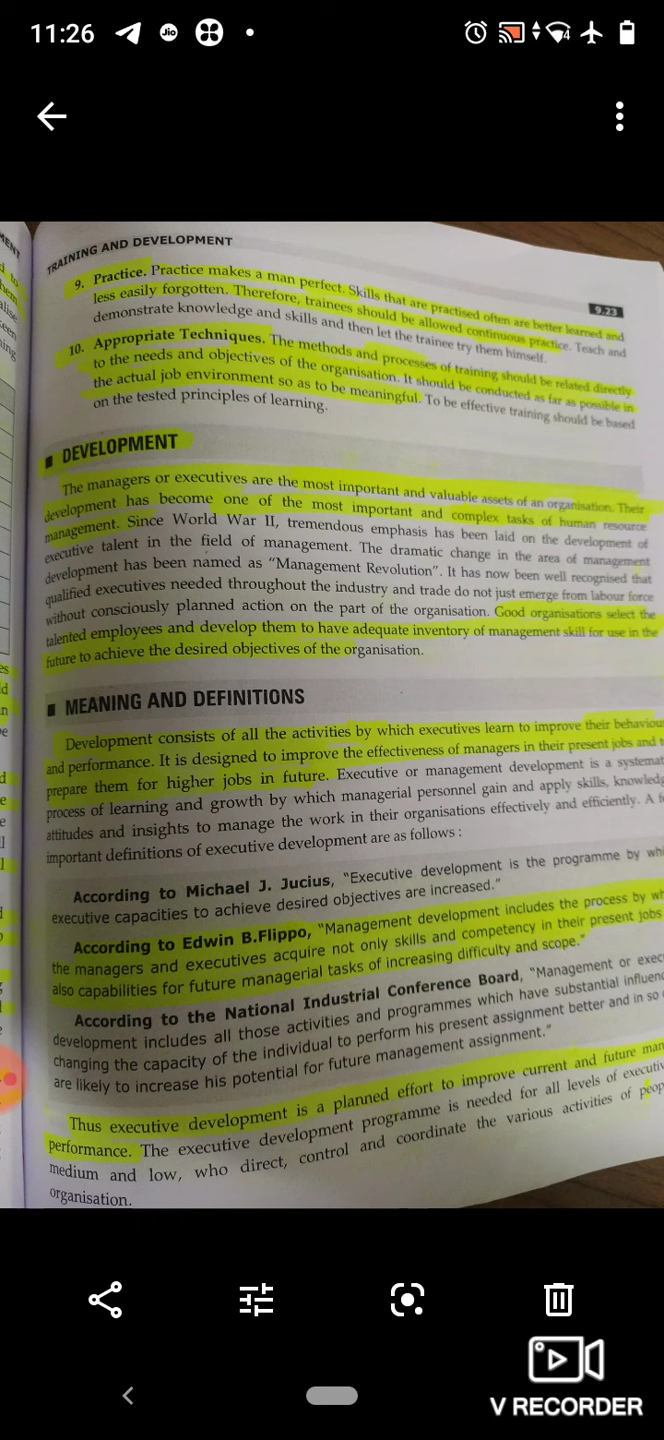 11:26
Jio
4
TRAINING AND DEVELOPMENT
9.23
9. Practice. Practice makes a man perfect. Skills that are practised often are better learned and
less easily forgotten. Therefore, trainees should be allowed continuous practice. Teach and
demonstrate knowledge and skills and then let the trainee try them himself.
10. Appropriate Techniques. The methods and processes of training should be related directly
to the needs and objectives of the organisation. It should be conducted as far as possible in
the actual job environment so as to be meaningful. To be effective training should be based
on the tested principles of learning.
DEVELOPMENT
The managers or executives are the most important and valuable assets of an organisation. Their
development has become one of the most important and complex tasks of human resource
management. Since World War II, tremendous emphasis has been laid on the development of
executive talent in the field of management. The dramatic change in the area of management
development has been named as “Management Revolution”. It has now been well recognised that
qualified executives needed throughout the industry and trade do not just emerge from labour force
without consciously planned action on the part of the organisation. Good organisations select the
talented employees and develop them to have adequate inventory of management skill for use in the
future to achieve the desired objectives of the organisation.
MEANING AND DEFINITIONS
Development consists of all the activities by which executives learn to improve their behaviou
and performance. It is designed to improve the effectiveness of managers in their present jobs and t
prepare them for higher jobs in future. Executive or management development is a systemat
process of learning and growth by which managerial personnel gain and apply skills, knowledg
attitudes and insights to manage the work in their organisations effectively and efficiently. A f
important definitions of executive development are as follows :
According to Michael J. Jucius, “Executive development is the programme by whi
executive capacities to achieve desired objectives are increased.”
According to Edwin B.Flippo, “Management development includes the process by wh
the managers and executives acquire not only skills and competency in their present jobs
also capabilities for future managerial tasks of increasing difficulty and scope.”
According to the National Industrial Conference Board, “Management or exec
development includes all those activities and programmes which have substantial influen
changing the capacity of the individual to perform his present assignment better and in so
are likely to increase his potential for future management assignment.”
Thus executive development is a planned effort to improve current and future man
performance. The executive development programme is needed for all levels of executiv
medium and low, who direct, control and coordinate the various activities of peop
organisation.
V RECORDER